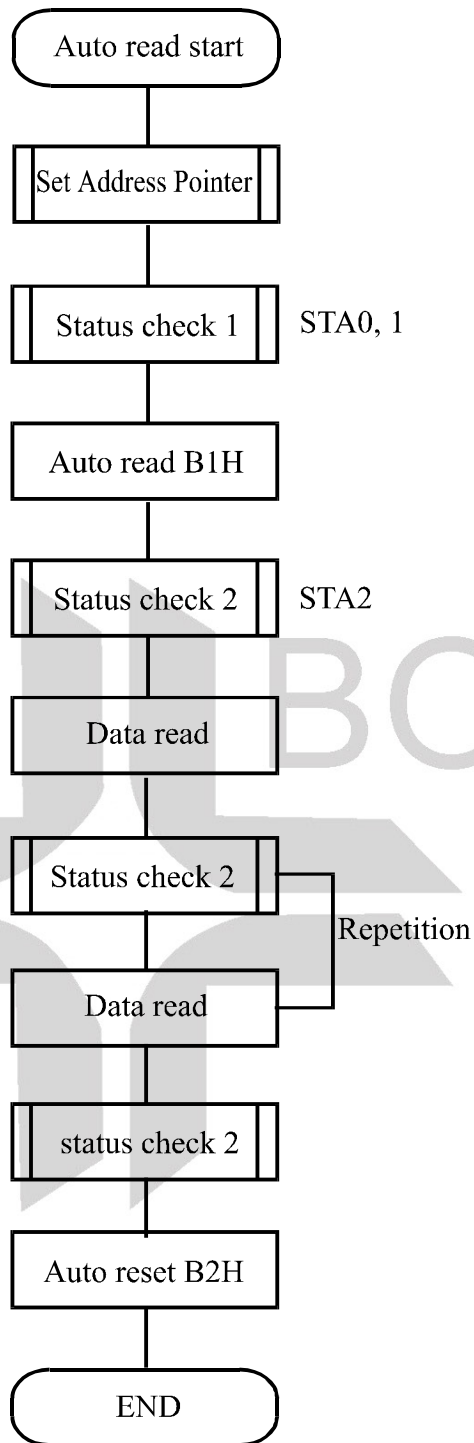 Auto read start
Set Address Pointer
Status check 1
STA0, 1
Auto read B1H
Status check 2
STA2
Data read
Status check 2
Repetition
Data read
status check 2
Auto reset B2H
END